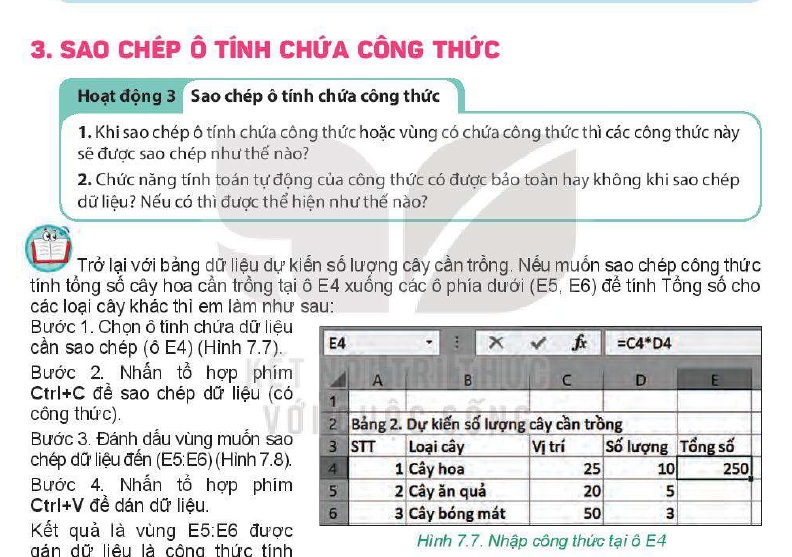 3. SAO CHÉP Ô TÍNH CHỨA CÔNG THỨC
Hoạt động 3 Sao chép ô tính chứa công thức
1. Khi sao chép ô tính chứa công thức hoặc vùng có chứa công thức thì các công thức này
sẽ được sao chép như thế nào?
2. Chức năng tính toán tự động của công thức có được bảo toàn hay không khi sao chép
dữ liệu? Nếu có thì được thể hiện như thế nào?
Trở lại với bảng dữ liệu dự kiến số lượng cây cần trồng. Nếu muốn sao chép công thức
tính tổng số cây hoa cần trồng tại ô E4 xuống các ô phía dưới (E5, E6) để tính Tổng số cho
các loại cây khác thì em làm như sau:
Bước 1. Chọn ô tính chứa dữ liệu
cần sao chép (ô E4) (Hình 7.7).
Bước 2. Nhấn tổ hợp phím
Ctrl+C để sao chép dữ liệu (có
công thức).
Bước 3. Đánh dấu vùng muốn sao
chép dữ liệu đến (E5:E6) (Hình 7.8).
Bước 4. Nhấn tổ hợp phím
Ctrl+V để dán dữ liệu.
Kết quả là vùng E5:E6 được
gán dữ liệu là công thức tính
E4 fx =C4*D4
A B C D E
1
2 Bảng 2. Dự kiến số lượng cây cần trồng
3 STT Loại cây Vị trí Số lượng Tổng số
4 1 Cây hoa 25 10 250
5 2 Cây ăn quả 20 5
6 3 Cây bóng mát 50 3
Hình 7.7. Nhập công thức tại ô E4
KẾT NỐI TRI THỨC
VỚI CUỘC SỐNG